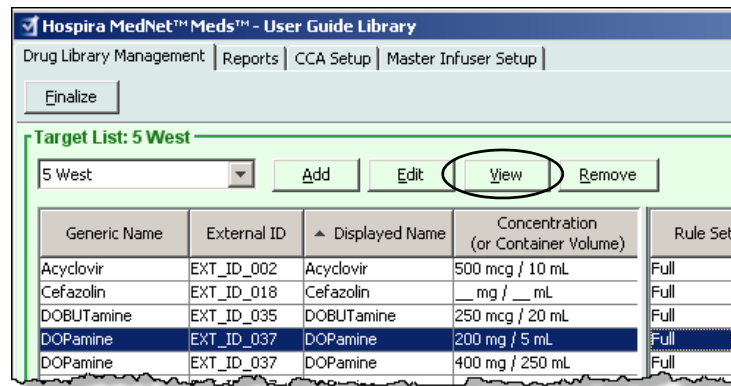 Hospira MedNet™ Meds™ - User Guide Library
Drug Library Management Reports CCA Setup Master Infuser Setup
Finalize
Target List: 5 West
5 West Add Edit View Remove
Generic Name External ID Displayed Name Concentration (or Container Volume) Rule Set
Acyclovir EXT_ID_002 Acyclovir 500 mcg / 10 mL Full
Cefazolin EXT_ID_018 Cefazolin __ mg / __ mL Full
DOBUTamine EXT_ID_035 DOBUTamine 250 mcg / 20 mL Full
DOPamine EXT_ID_037 DOPamine 200 mg / 5 mL Full
DOPamine EXT_ID_037 DOPamine 400 mg / 250 mL Full